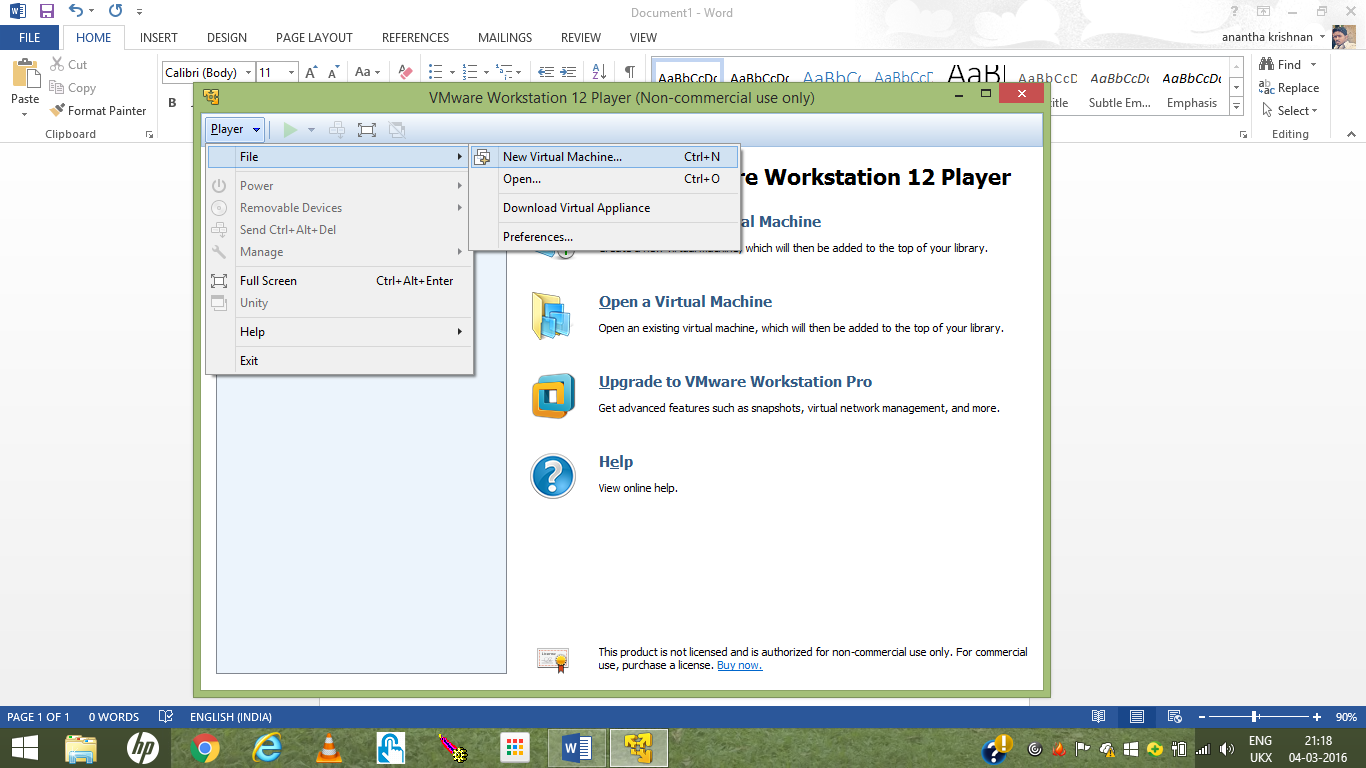 Document1 - Word
FILE HOME INSERT DESIGN PAGE LAYOUT REFERENCES MAILINGS REVIEW VIEW
anantha krishnan
Paste
Cut
Copy
Format Painter
Clipboard
Calibri (Body) 11
Aa
B
AaBbCcDc AaBbCcDc AaBbCc AaBbCcD AaB AaBbCcD AaBbCcDc AaBbCcDc
Subtle Em...
Emphasis
Find
Replace
Select
Editing
VMware Workstation 12 Player (Non-commercial use only)
Player
File
Power
Removable Devices
Send Ctrl+Alt+Del
Manage
Full Screen Ctrl+Alt+Enter
Unity
Help
Exit
New Virtual Machine... Ctrl+N
Open... Ctrl+O
Download Virtual Appliance
Preferences...
Workstation 12 Player
Machine
which will then be added to the top of your library.
Open a Virtual Machine
Open an existing virtual machine, which will then be added to the top of your library.
Upgrade to VMware Workstation Pro
Get advanced features such as snapshots, virtual network management, and more.
Help
View online help.
This product is not licensed and is authorized for non-commercial use only. For commercial
use, purchase a license. Buy now.
PAGE 1 OF 1 0 WORDS ENGLISH (INDIA)
90%
hp
ENG
UKX
21:18
04-03-2016